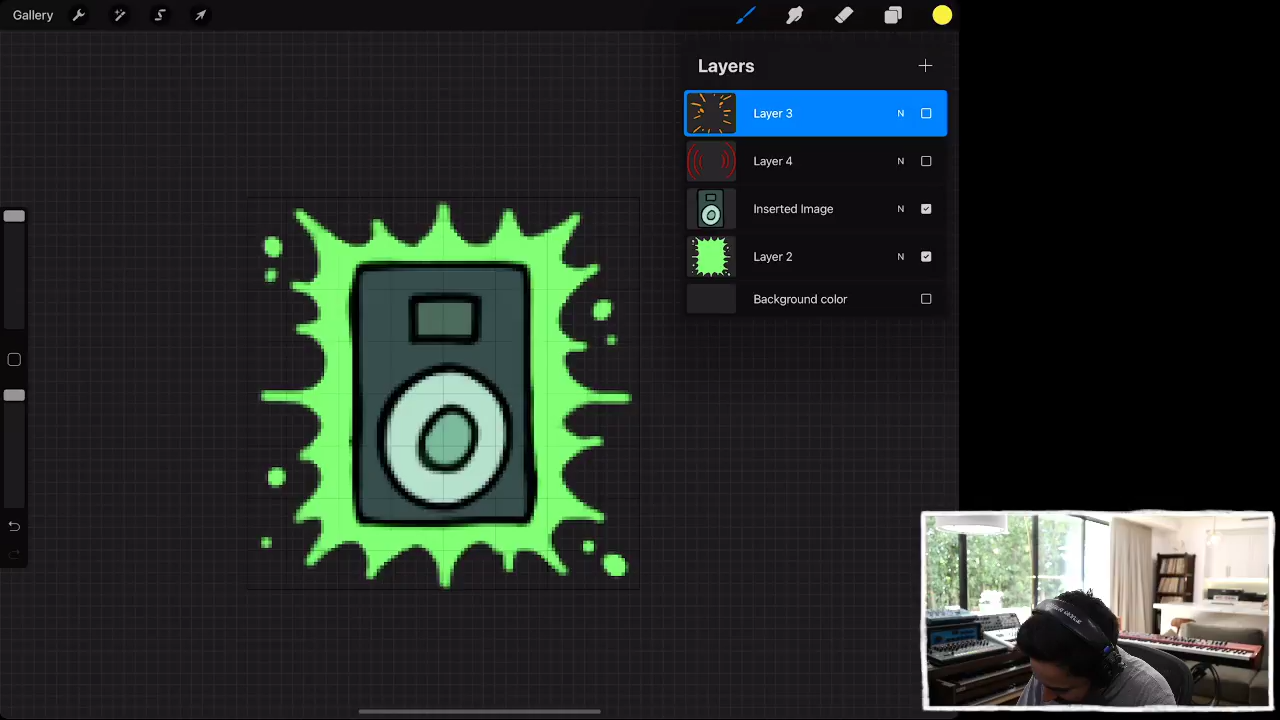 Gallery
Layers
Layer 3 N
Layer 4 N
Inserted Image N
Layer 2 N
Background color